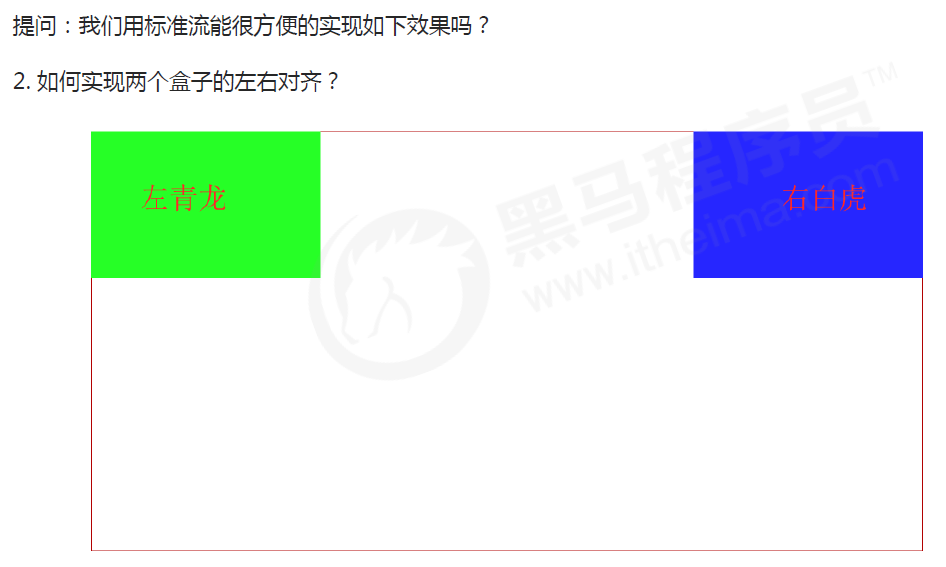 提问：我们用标准流能很方便的实现如下效果吗？
2. 如何实现两个盒子的左右对齐？
左青龙
右白虎
黑马程序员™
www.itheima.com